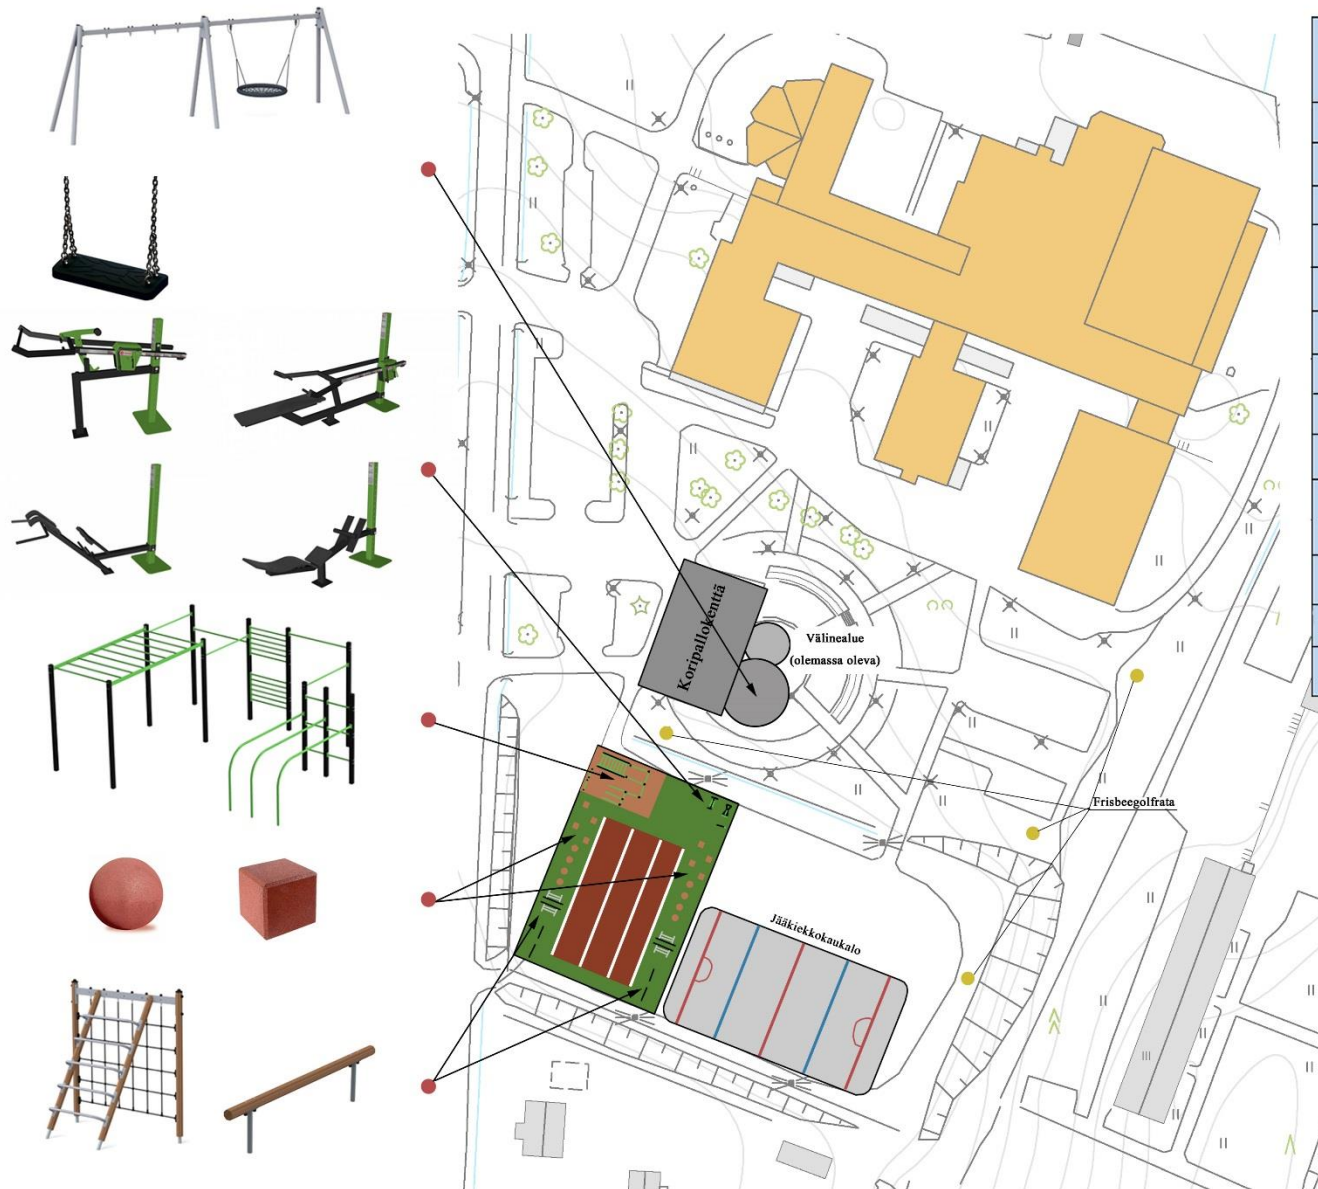 Koripallokenttä
Välinealue
(olemassa oleva)
Frisbeegolfrata
Jääkiekkokaukalo